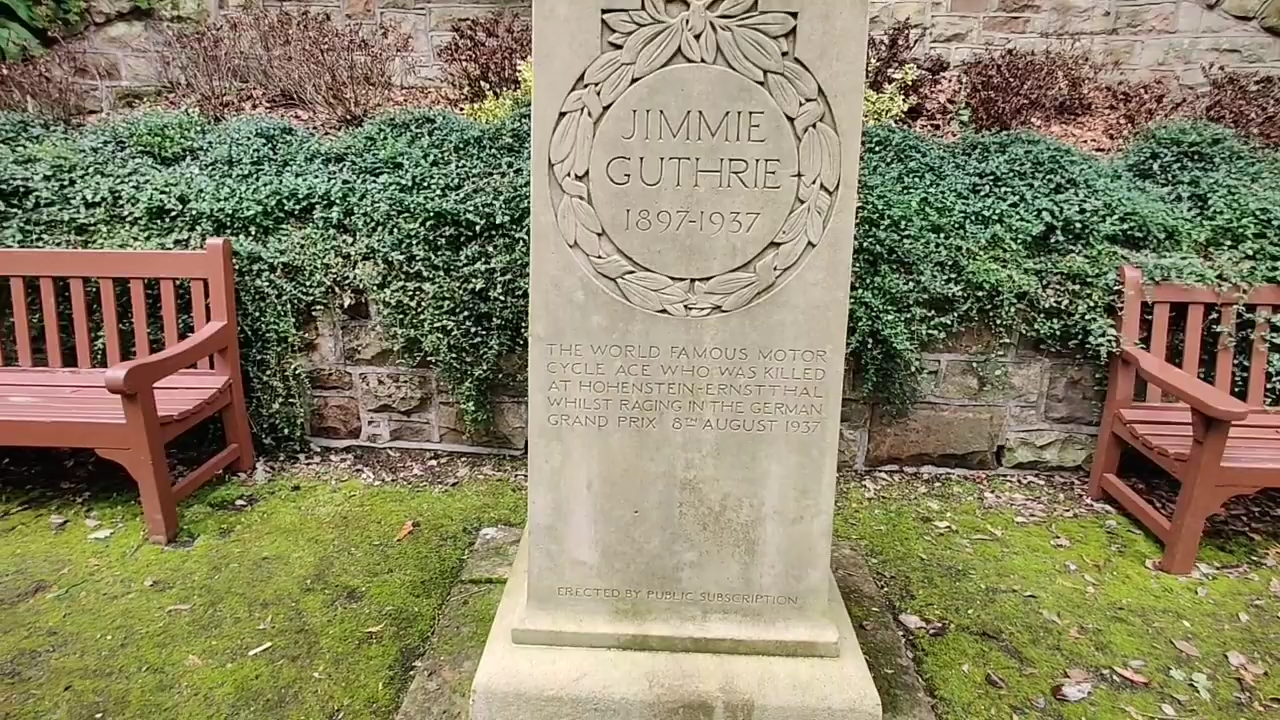 JIMMIE
GUTHRIE
1897-1937
THE WORLD FAMOUS MOTOR
CYCLE ACE WHO WAS KILLED
AT HOHENSTEIN-ERNSTTHAL
WHILST RACING IN THE GERMAN
GRAND PRIX 8TH AUGUST 1937
ERECTED BY PUBLIC SUBSCRIPTION